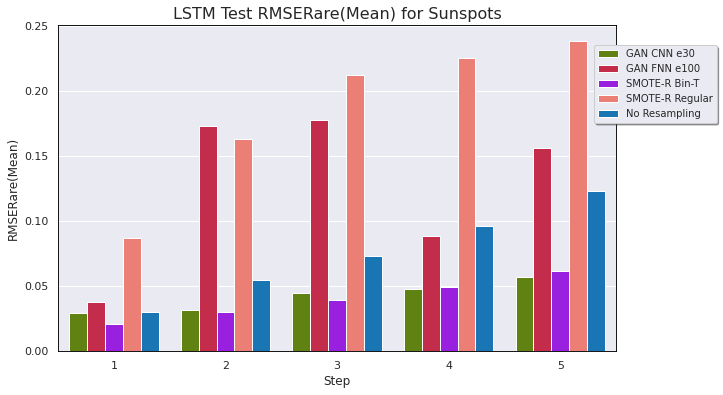 LSTM Test RMSERare(Mean) for Sunspots
0.25
0.20
0.15
0.10
0.05
0.00
RMSERare(Mean)
GAN CNN e30
GAN FNN e100
SMOTE-R Bin-T
SMOTE-R Regular
No Resampling
1 2 3 4 5
Step